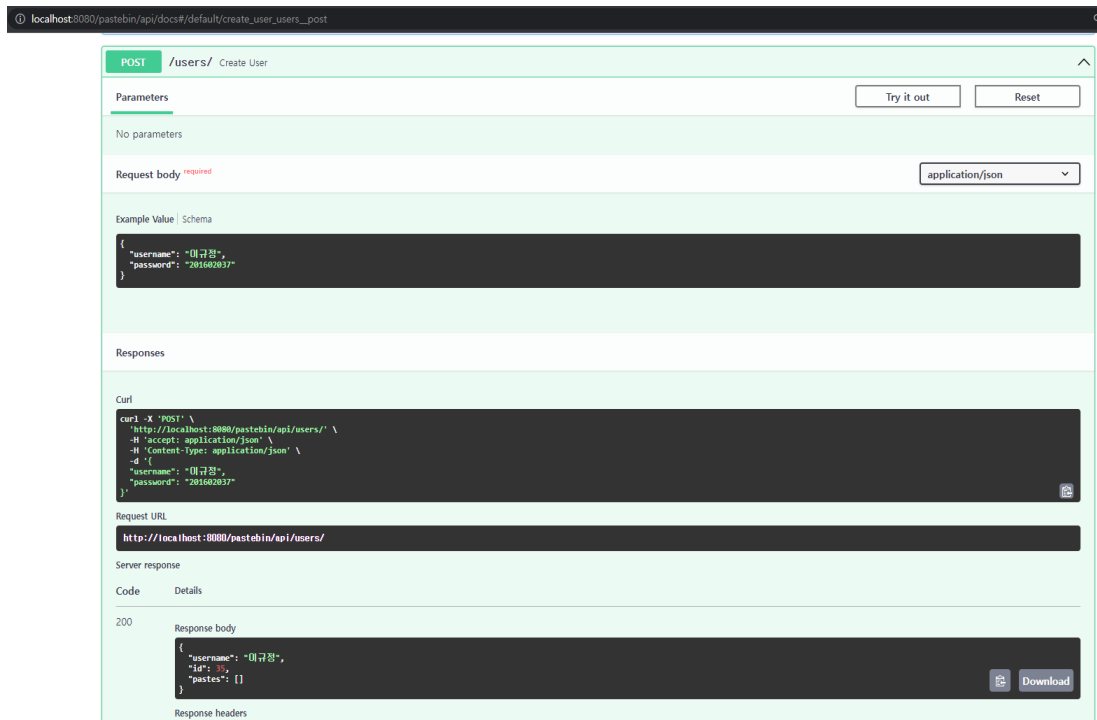 localhost:8080/pastebin/api/docs#/default/create_user_users__post
POST /users/ Create User
Parameters
Try it out
Reset
No parameters
Request body required
application/json
Example Value | Schema
{
"username": "이규정",
"password": "201602037"
}
Responses
Curl
curl -X 'POST' \
'http://localhost:8080/pastebin/api/users/' \
-H 'accept: application/json' \
-H 'Content-Type: application/json' \
-d '{
"username": "이규정",
"password": "201602037"
}'
Request URL
http://localhost:8080/pastebin/api/users/
Server response
Code Details
200
Response body
{
"username": "이규정",
"id": 35,
"pastes": []
}
Download
Response headers